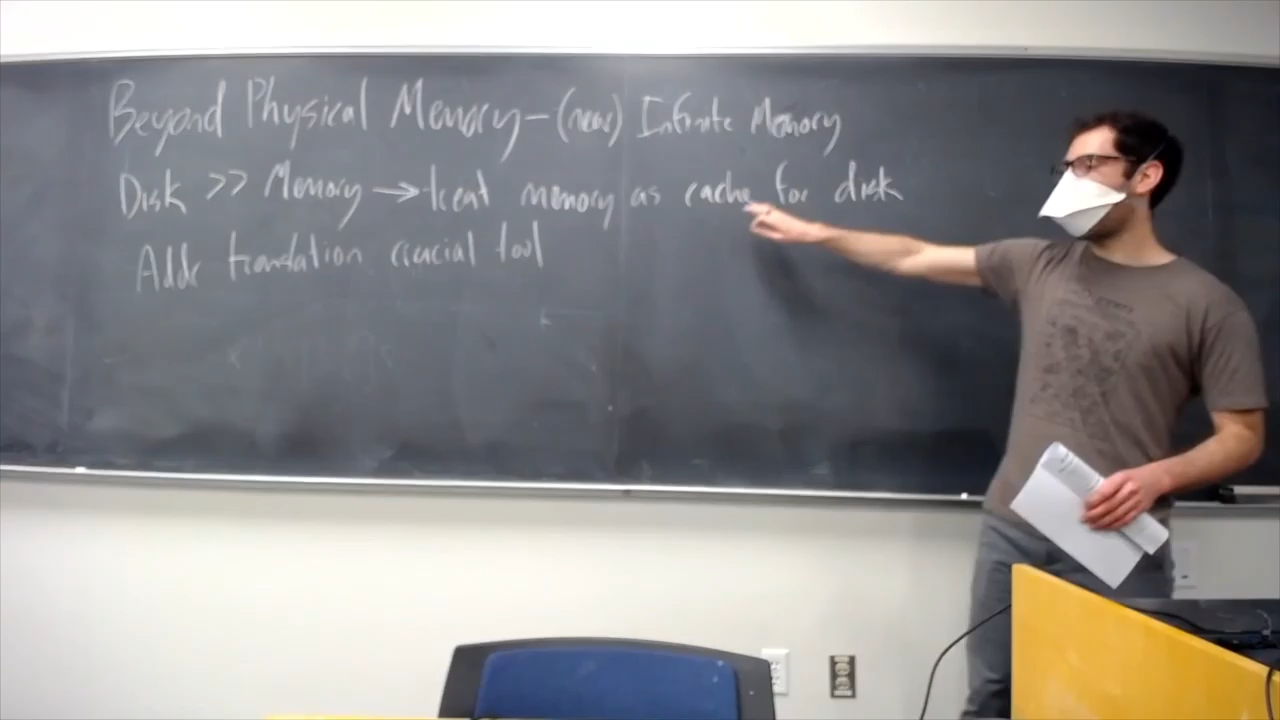 Beyond Physical Memory - (near) Infinite Memory
Disk >> Memory → treat memory as cache for disk
Addr translation crucial tool